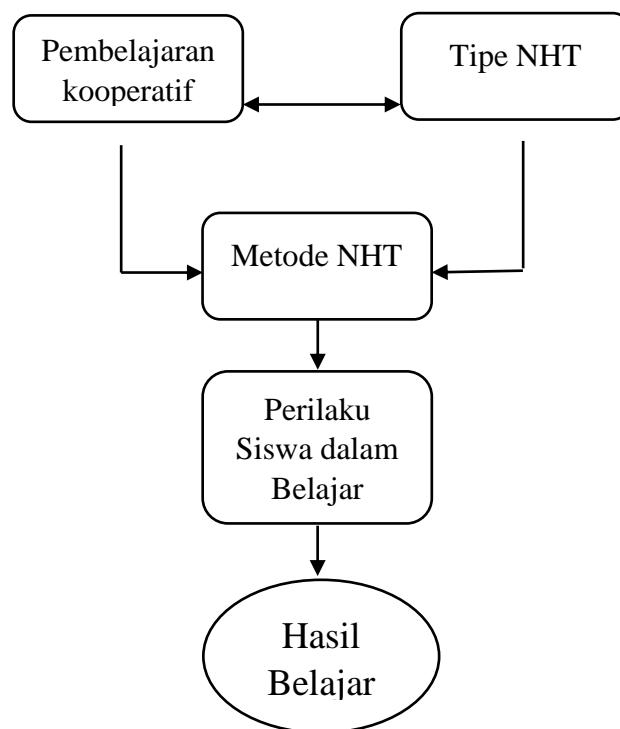 Pembelajaran
kooperatif
Tipe NHT
Metode NHT
Perilaku
Siswa dalam
Belajar
Hasil
Belajar